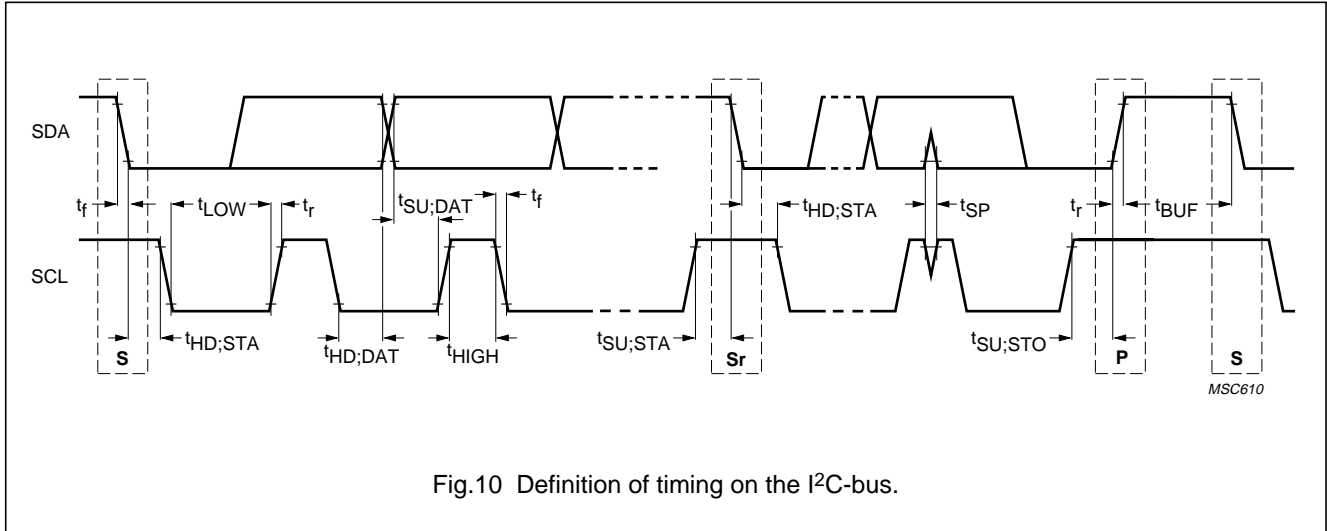 SDA
tf
tLOW
tr
tSU;DAT
tf
tHD;STA
tSP
tr
tBUF
SCL
S
tHD;STA
tHD;DAT
tHIGH
tSU;STA
Sr
tSU;STO
P
S
MSC610
Fig.10 Definition of timing on the I2C-bus.